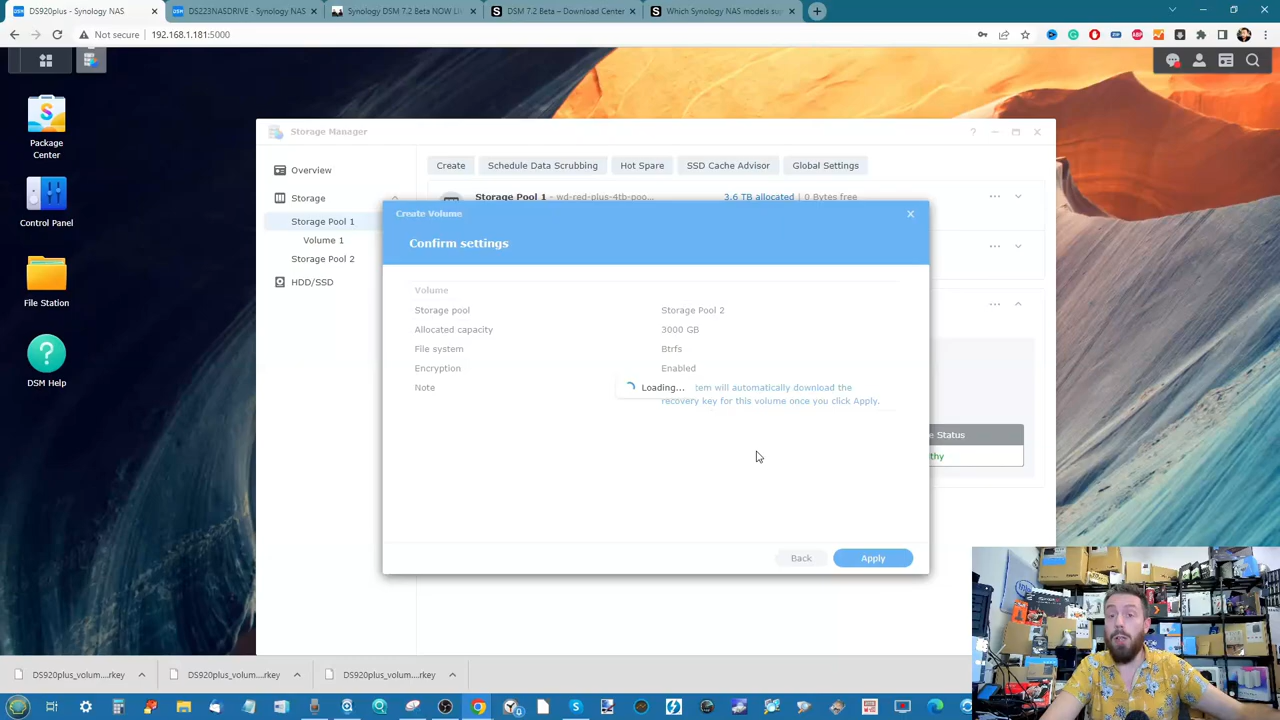 DS920plus - Synology NAS
DS223NASDRIVE - Synology NAS
Synology DSM 7.2 Beta NOW LI
DSM 7.2 Beta – Download Center
Which Synology NAS models su
Not secure
192.168.1.181:5000
Package
Center
Control Panel
File Station
DSM Help
Storage Manager
Overview
Storage
Storage Pool 1
Volume 1
Storage Pool 2
HDD/SSD
Create
Schedule Data Scrubbing
Hot Spare
SSD Cache Advisor
Global Settings
Storage Pool 1 - wd-red-plus-4tb-poo...
3.6 TB allocated | 0 Bytes free
Create Volume
Confirm settings
Volume
Storage pool
Storage Pool 2
Allocated capacity
3000 GB
File system
Btrfs
Encryption
Enabled
Note
Loading...
tem will automatically download the
recovery key for this volume once you click Apply.
e Status
thy
Back
Apply
DS920plus_volum....rkey
DS920plus_volum....rkey
DS920plus_volum....rkey